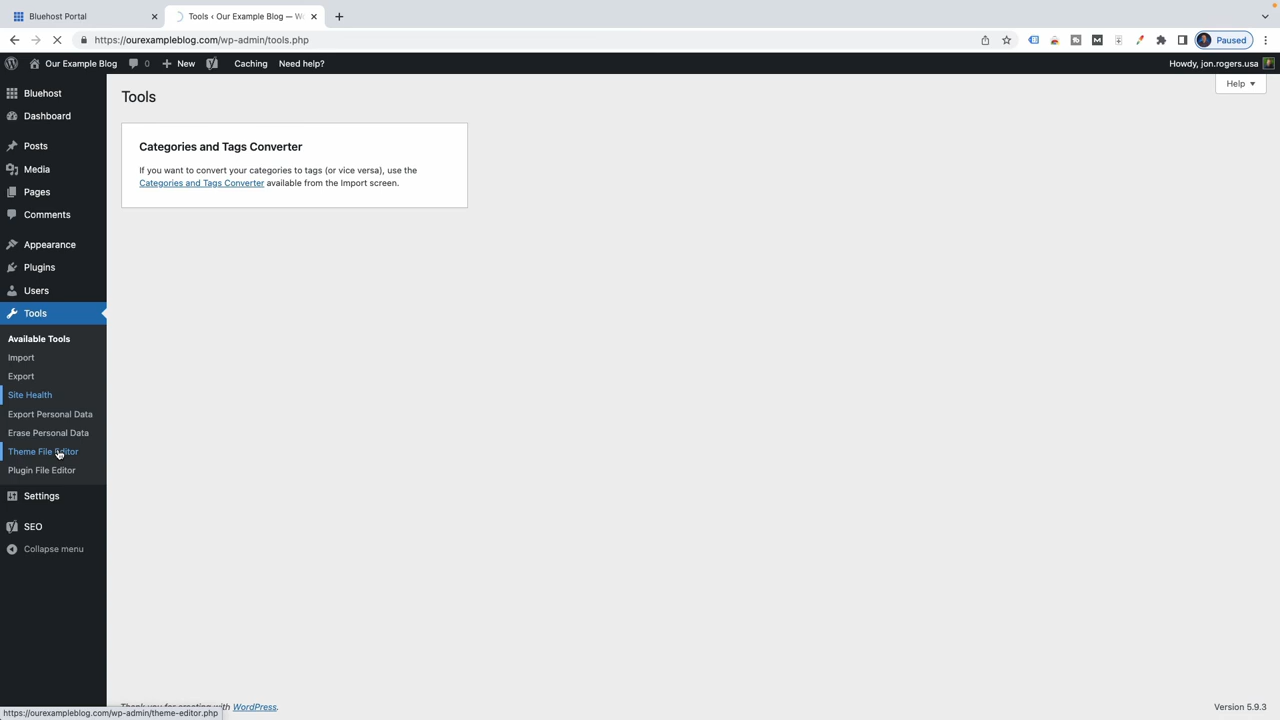 Bluehost Portal
Tools ‹ Our Example Blog — W
https://ourexampleblog.com/wp-admin/tools.php
Paused
Our Example Blog
0
New
Caching
Need help?
Howdy, jon.rogers.usa
Bluehost
Dashboard
Posts
Media
Pages
Comments
Appearance
Plugins
Users
Tools
Available Tools
Import
Export
Site Health
Export Personal Data
Erase Personal Data
Theme File Editor
Plugin File Editor
Settings
SEO
Collapse menu
Help
Tools
Categories and Tags Converter
If you want to convert your categories to tags (or vice versa), use the
Categories and Tags Converter available from the Import screen.
Thank you for creating with WordPress.
Version 5.9.3
https://ourexampleblog.com/wp-admin/theme-editor.php